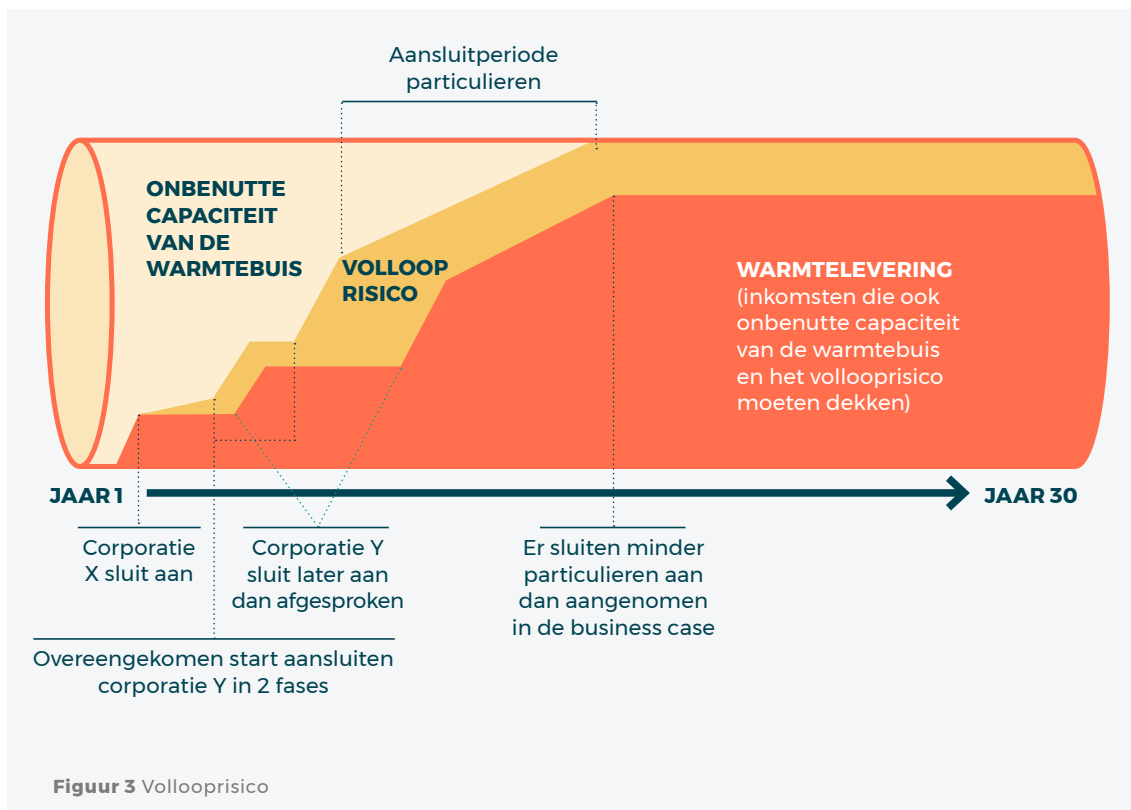 Aansluitperiode
particulieren
ONBENUTTE
CAPACITEIT
VAN DE
WARMTEBUIS
VOLLOOP
RISICO
WARMTELEVERING
(inkomsten die ook
onbenutte capaciteit
van de warmtebuis
en het vollooprisico
moeten dekken)
JAAR 1
JAAR 30
Corporatie
X sluit aan
Corporatie Y
sluit later aan
dan afgesproken
Er sluiten minder
particulieren aan
dan aangenomen
in de business case
Overeengekomen start aansluiten
corporatie Y in 2 fases
Figuur 3 Vollooprisico